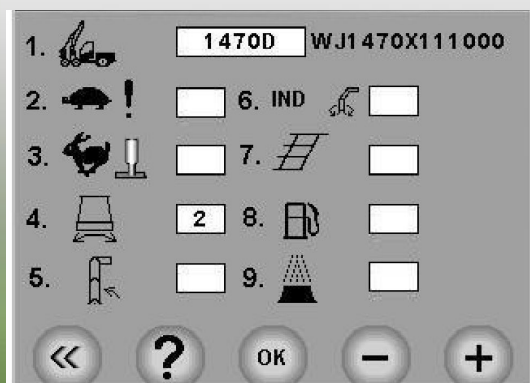 1. 1470D WJ1470X111000
2. ! 6. IND
3. 7.
4. 2 8.
5. 9.
« ? OK − +